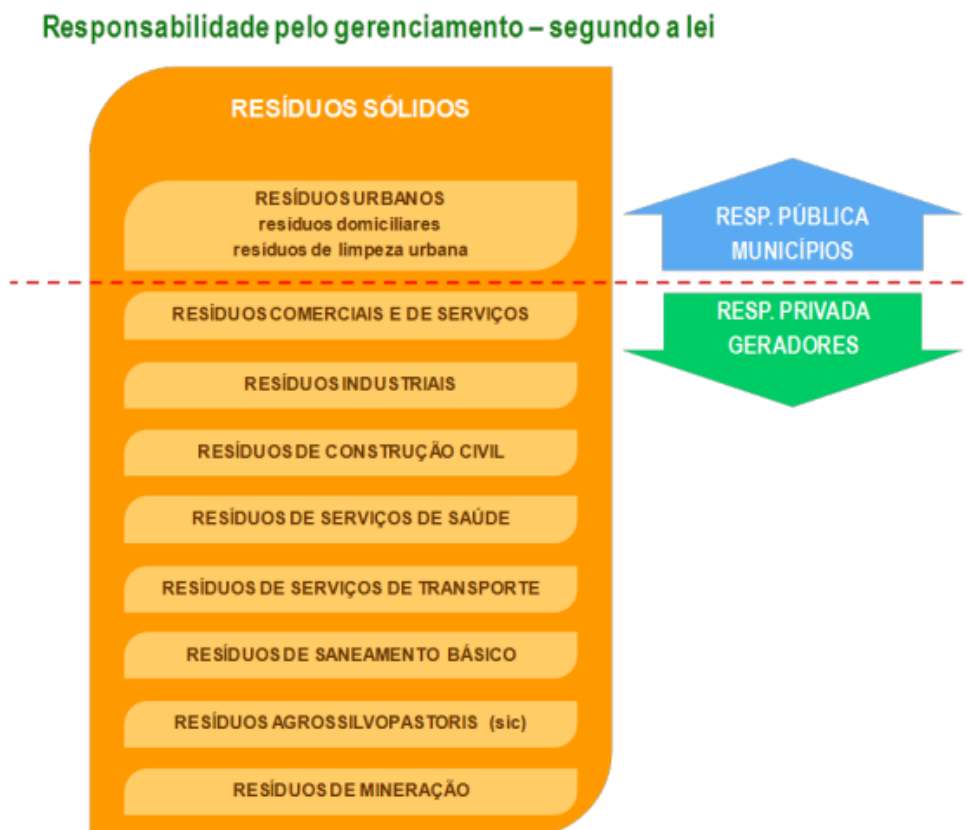 Responsabilidade pelo gerenciamento – segundo a lei
RESÍDUOS SÓLIDOS
RESÍDUOS URBANOS
resíduos domiciliares
resíduos de limpeza urbana
RESP. PÚBLICA
MUNICÍPIOS
RESÍDUOS COMERCIAIS E DE SERVIÇOS
RESP. PRIVADA
GERADORES
RESÍDUOS INDUSTRIAIS
RESÍDUOS DE CONSTRUÇÃO CIVIL
RESÍDUOS DE SERVIÇOS DE SAÚDE
RESÍDUOS DE SERVIÇOS DE TRANSPORTE
RESÍDUOS DE SANEAMENTO BÁSICO
RESÍDUOS AGROSSILVOPASTORIS (sic)
RESÍDUOS DE MINERAÇÃO